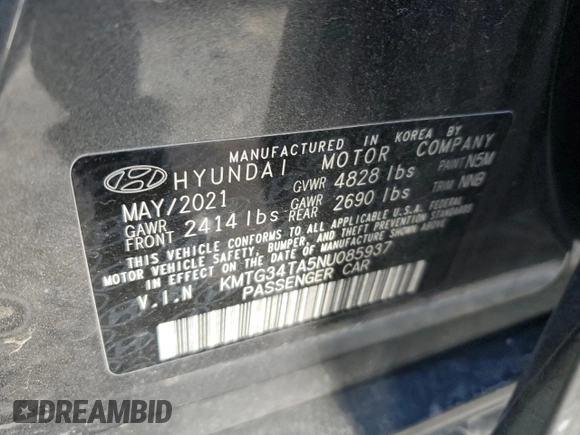 MANUFACTURED IN KOREA BY
HYUNDAI MOTOR COMPANY
MAY/2021 GVWR 4828 lbs PAINT N5M
GAWR FRONT 2414 lbs GAWR REAR 2690 lbs TRIM NNB
THIS VEHICLE CONFORMS TO ALL APPLICABLE U.S.A. FEDERAL
MOTOR VEHICLE SAFETY, BUMPER, AND THEFT PREVENTION STANDARDS
IN EFFECT ON THE DATE OF MANUFACTURE SHOWN ABOVE.
V.I.N KMTG34TA5NU085937
PASSENGER CAR
DREAMBID